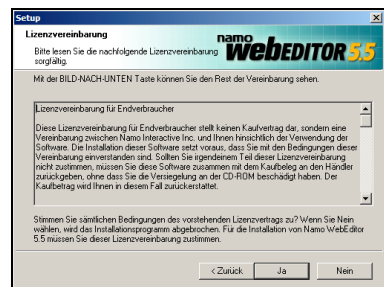 Setup
Lizenzvereinbarung
Bitte lesen Sie die nachfolgende Lizenzvereinbarung
sorgfältig.
namo
WebEDITOR 5.5
Mit der BILD-NACH-UNTEN Taste können Sie den Rest der Vereinbarung sehen.
Lizenzvereinbarung für Endverbraucher
Diese Lizenzvereinbarung für Endverbraucher stellt keinen Kaufvertrag dar, sondern eine
Vereinbarung zwischen Namo Interactive Inc. und Ihnen hinsichtlich der Verwendung der
Software. Die Installation dieser Software setzt voraus, dass Sie mit den Bedingungen dieser
Vereinbarung einverstanden sind. Sollten Sie irgendeinem Teil dieser Lizenzvereinbarung
nicht zustimmen, müssen Sie diese Software zusammen mit dem Kaufbeleg an den Händler
zurückgeben, ohne dass Sie die Versiegelung an der CD-ROM beschädigt haben. Der
Kaufbetrag wird Ihnen in diesem Fall zurückerstattet.
Stimmen Sie sämtlichen Bedingungen des vorstehenden Lizenzvertrags zu? Wenn Sie Nein
wählen, wird das Installationsprogramm abgebrochen. Für die Installation von Namo WebEditor
5.5 müssen Sie dieser Lizenzvereinbarung zustimmen.
< Zurück
Ja
Nein